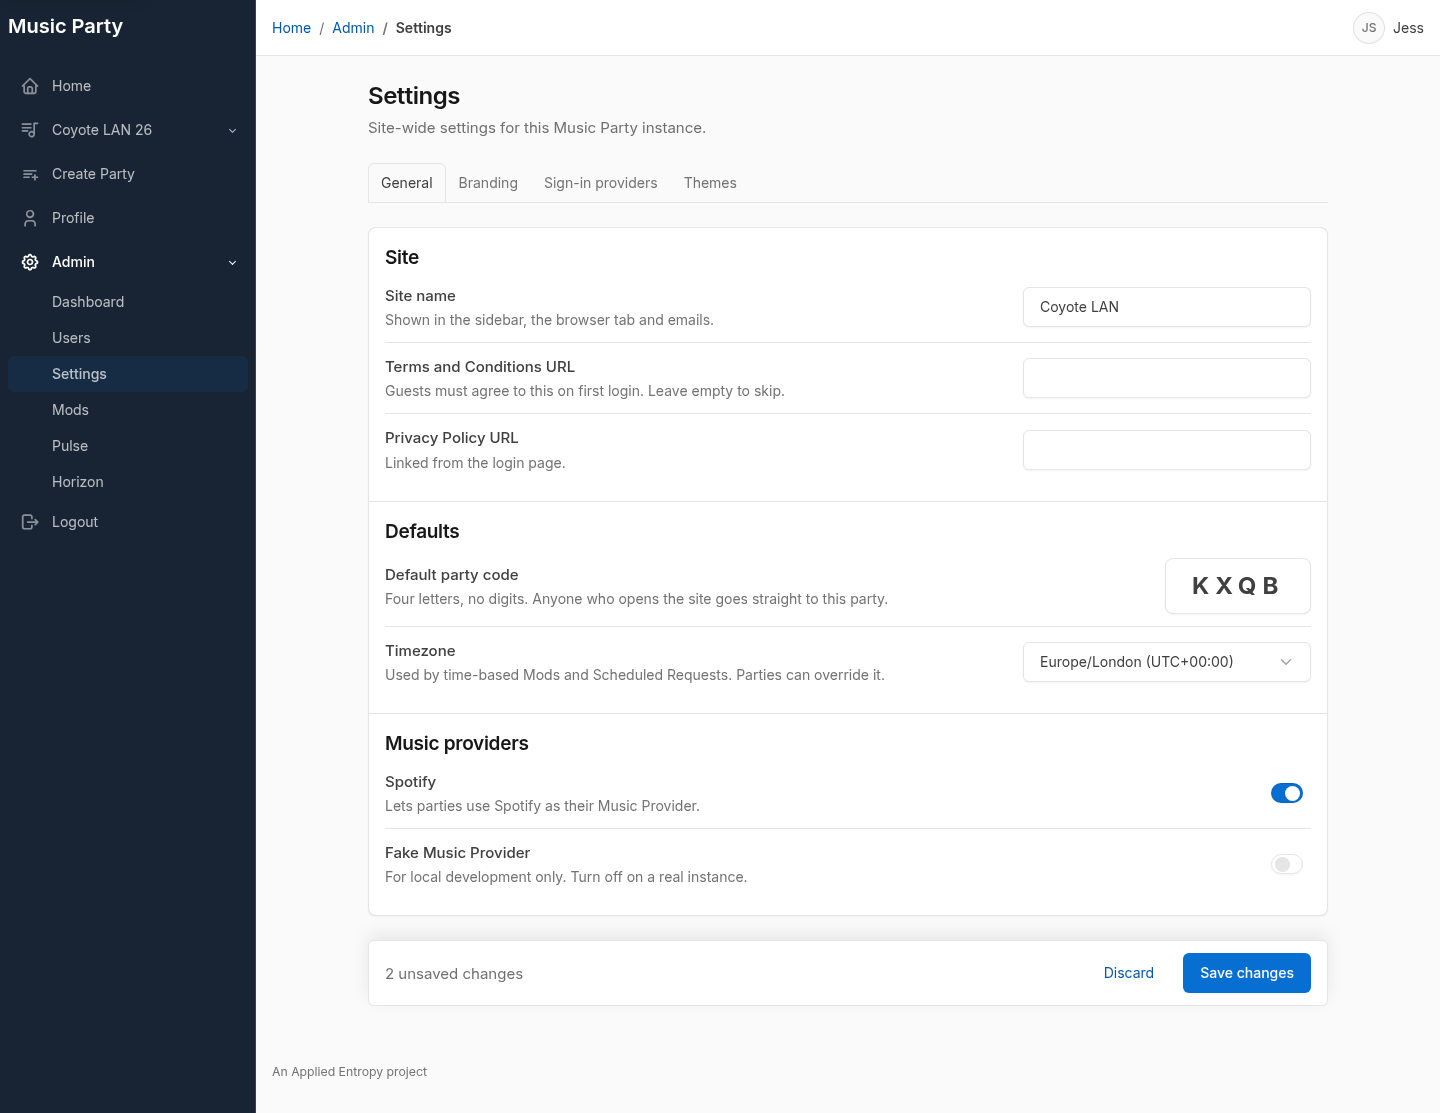 Music Party
Home
Coyote LAN 26
Create Party
Profile
Admin
Dashboard
Users
Settings
Mods
Pulse
Horizon
Logout
Home / Admin / Settings
JS Jess
Settings
Site-wide settings for this Music Party instance.
General Branding Sign-in providers Themes
Site
Site name
Shown in the sidebar, the browser tab and emails.
Coyote LAN
Terms and Conditions URL
Guests must agree to this on first login. Leave empty to skip.
Privacy Policy URL
Linked from the login page.
Defaults
Default party code
Four letters, no digits. Anyone who opens the site goes straight to this party.
KXQB
Timezone
Used by time-based Mods and Scheduled Requests. Parties can override it.
Europe/London (UTC+00:00)
Music providers
Spotify
Lets parties use Spotify as their Music Provider.
Fake Music Provider
For local development only. Turn off on a real instance.
2 unsaved changes
Discard
Save changes
An Applied Entropy project